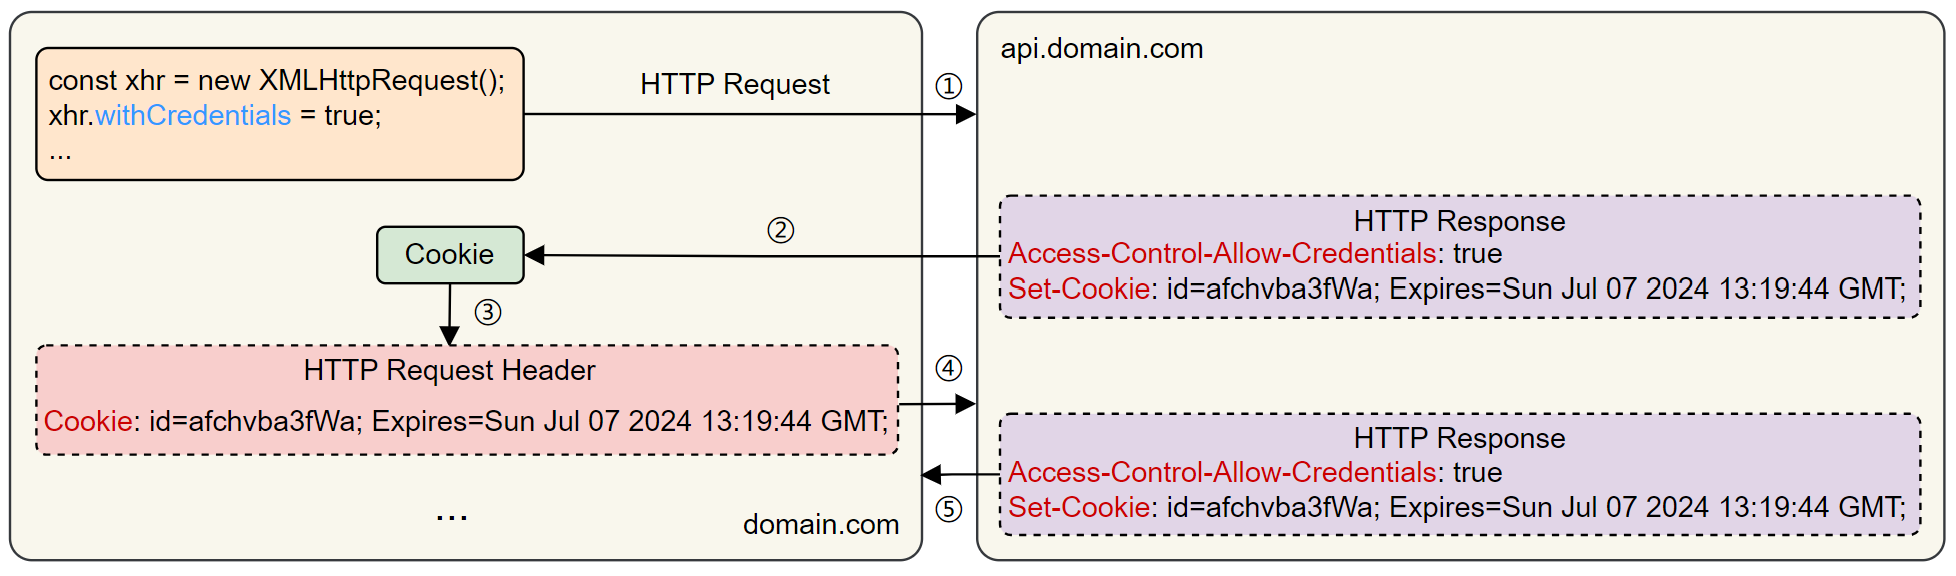 const xhr = new XMLHttpRequest();
xhr.withCredentials = true;
...
HTTP Request
①
api.domain.com
HTTP Response
Access-Control-Allow-Credentials: true
Set-Cookie: id=afchvba3fWa; Expires=Sun Jul 07 2024 13:19:44 GMT;
②
Cookie
③
HTTP Request Header
Cookie: id=afchvba3fWa; Expires=Sun Jul 07 2024 13:19:44 GMT;
④
HTTP Response
Access-Control-Allow-Credentials: true
Set-Cookie: id=afchvba3fWa; Expires=Sun Jul 07 2024 13:19:44 GMT;
⑤
...
domain.com